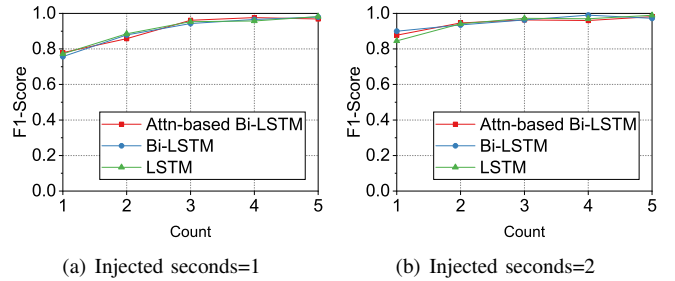 1.0
0.8
0.6
0.4
0.2
0.0
F1-Score
Attn-based Bi-LSTM
Bi-LSTM
LSTM
1 2 3 4 5
Count
(a) Injected seconds=1
1.0
0.8
0.6
0.4
0.2
0.0
F1-Score
Attn-based Bi-LSTM
Bi-LSTM
LSTM
1 2 3 4 5
Count
(b) Injected seconds=2